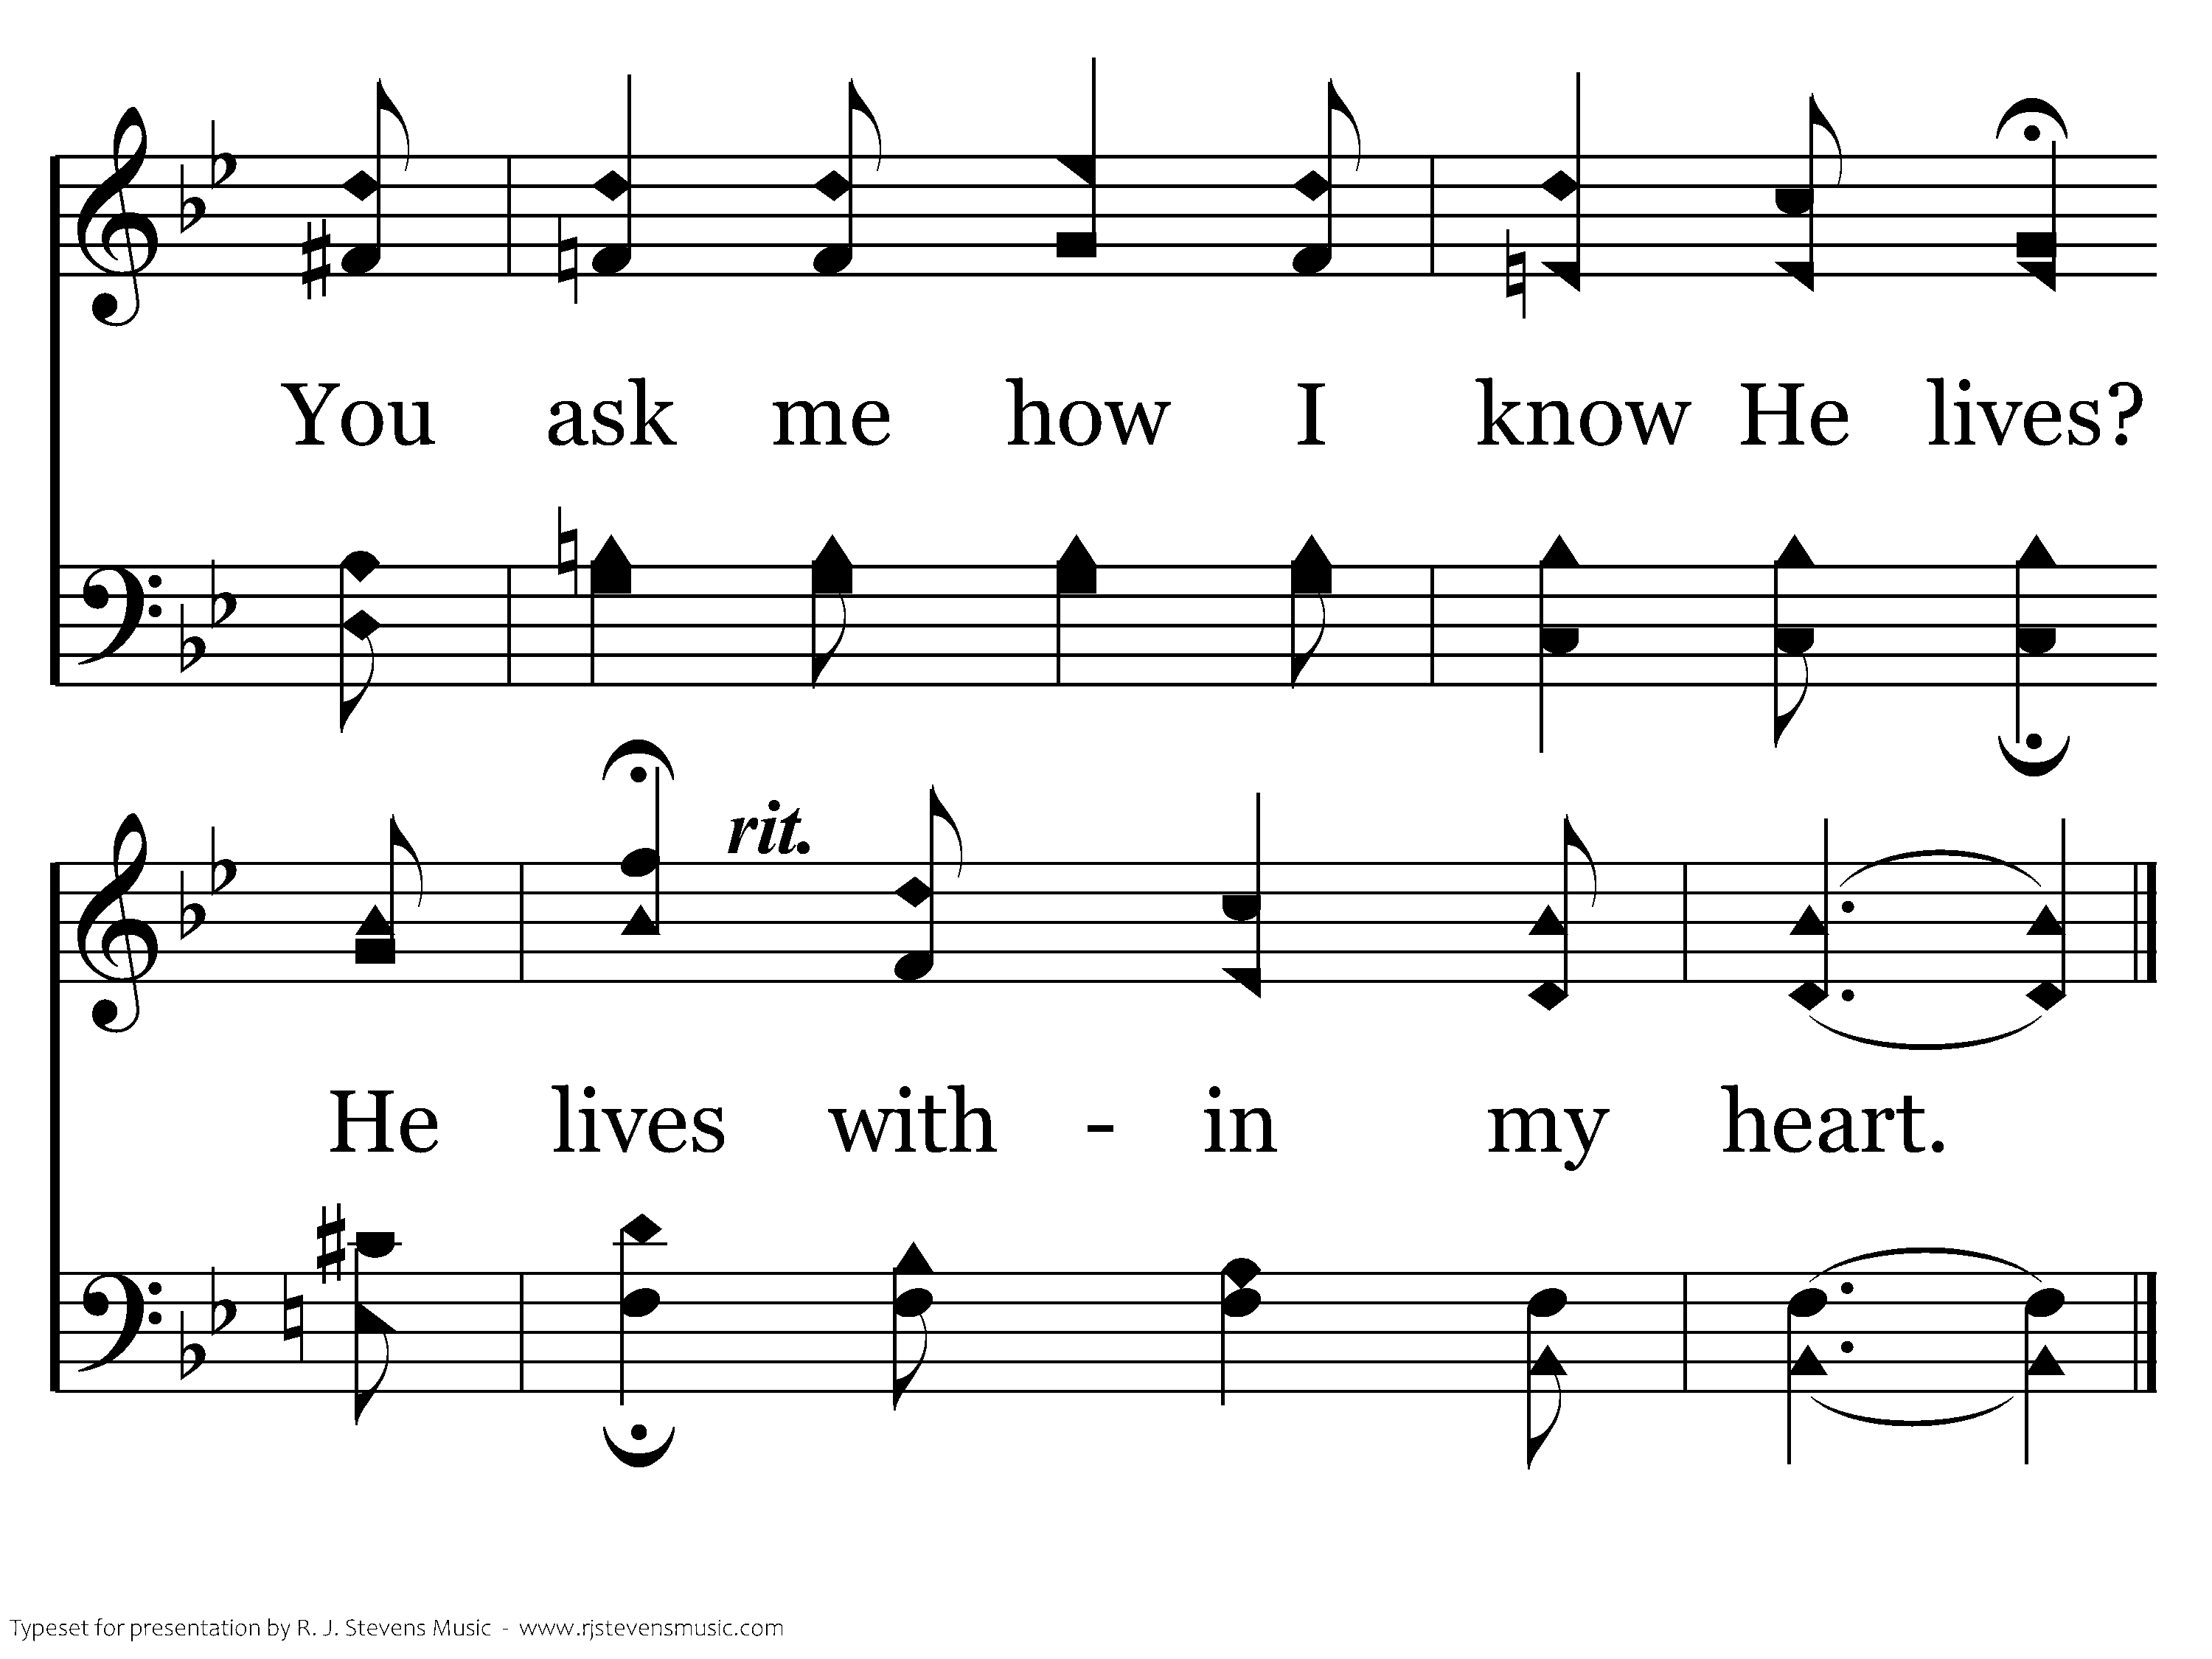 You ask me how I know He lives?
rit.
He lives with - in my heart.
Typeset for presentation by R. J. Stevens Music - www.rjstevensmusic.com